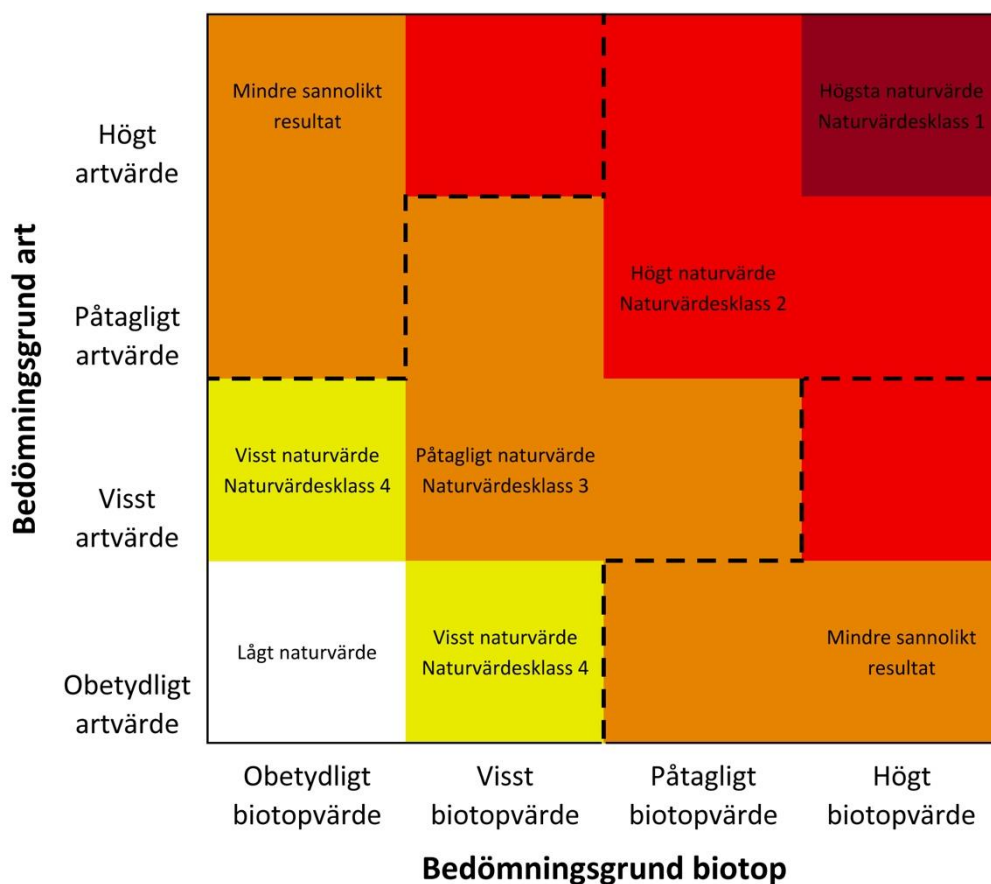 Mindre sannolikt
resultat
Högsta naturvärde
Naturvärdesklass 1
Högt
artvärde
Högt naturvärde
Naturvärdesklass 2
Påtagligt
artvärde
Bedömningsgrund art
Visst naturvärde
Naturvärdesklass 4
Påtagligt naturvärde
Naturvärdesklass 3
Visst
artvärde
Lågt naturvärde
Visst naturvärde
Naturvärdesklass 4
Mindre sannolikt
resultat
Obetydligt
artvärde
Obetydligt
biotopvärde
Visst
biotopvärde
Påtagligt
biotopvärde
Högt
biotopvärde
Bedömningsgrund biotop